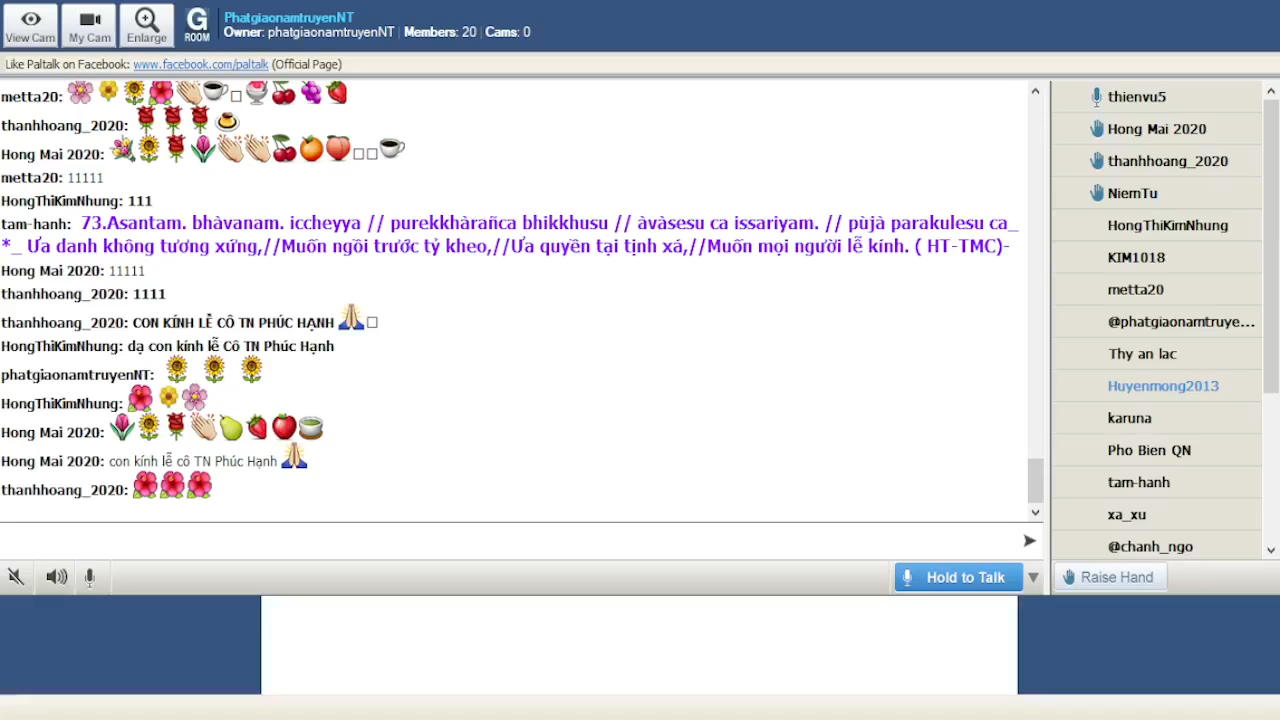 View Cam
My Cam
Enlarge
G
ROOM
PhatgiaonamtruyenNT
Owner: phatgiaonamtruyenNT | Members: 20 | Cams: 0
Like Paltalk on Facebook: www.facebook.com/paltalk (Official Page)
metta20:
thanhhoang_2020:
Hong Mai 2020:
metta20: 11111
HongThiKimNhung: 111
tam-hanh: 73.Asantam. bhàvanam. iccheyya // purekkhàrañca bhikkhusu // àvàsesu ca issariyam. // pùjà parakulesu ca_
*_ Ưa danh không tương xứng,//Muốn ngồi trước tỷ kheo,//Ưa quyền tại tịnh xá,//Muốn mọi người lễ kính. ( HT-TMC)-
Hong Mai 2020: 11111
thanhhoang_2020: 1111
thanhhoang_2020: CON KÍNH LỄ CÔ TN PHÚC HẠNH
HongThiKimNhung: dạ con kính lễ Cô TN Phúc Hạnh
phatgiaonamtruyenNT:
HongThiKimNhung:
Hong Mai 2020:
Hong Mai 2020: con kính lễ cô TN Phúc Hạnh
thanhhoang_2020:
Hold to Talk
thienvu5
Hong Mai 2020
thanhhoang_2020
NiemTu
HongThiKimNhung
KIM1018
metta20
@phatgiaonamtruye...
Thy an lac
Huyenmong2013
karuna
Pho Bien QN
tam-hanh
xa_xu
@chanh_ngo
Raise Hand